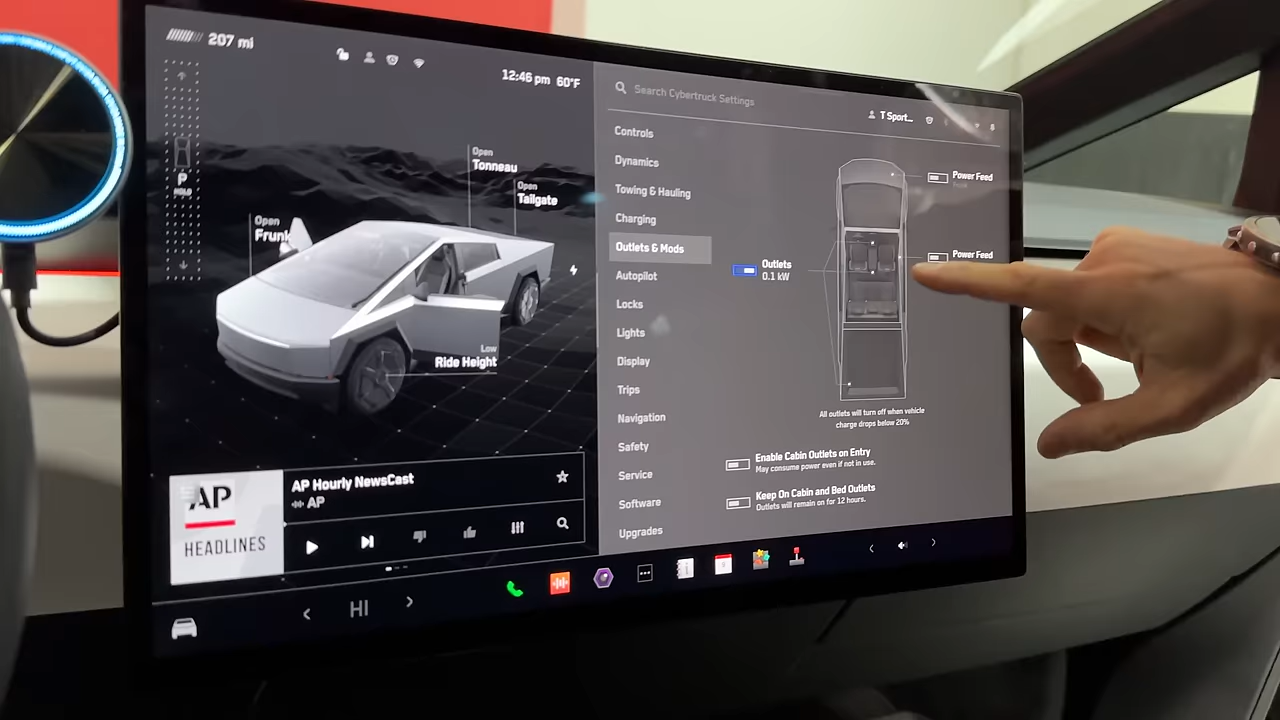 207 mi
12:46 pm 60°F
P
HOLD
Open
Tonneau
Open
Tailgate
Open
Frunk
Low
Ride Height
AP
HEADLINES
AP Hourly NewsCast
AP
HI
Search Cybertruck Settings
T Sport...
Controls
Dynamics
Towing & Hauling
Charging
Outlets & Mods
Autopilot
Locks
Lights
Display
Trips
Navigation
Safety
Service
Software
Upgrades
Power Feed
Outlets
0.1 kW
Power Feed
All outlets will turn off when vehicle
charge drops below 20%
Enable Cabin Outlets on Entry
May consume power even if not in use.
Keep On Cabin and Bed Outlets
Outlets will remain on for 12 hours.